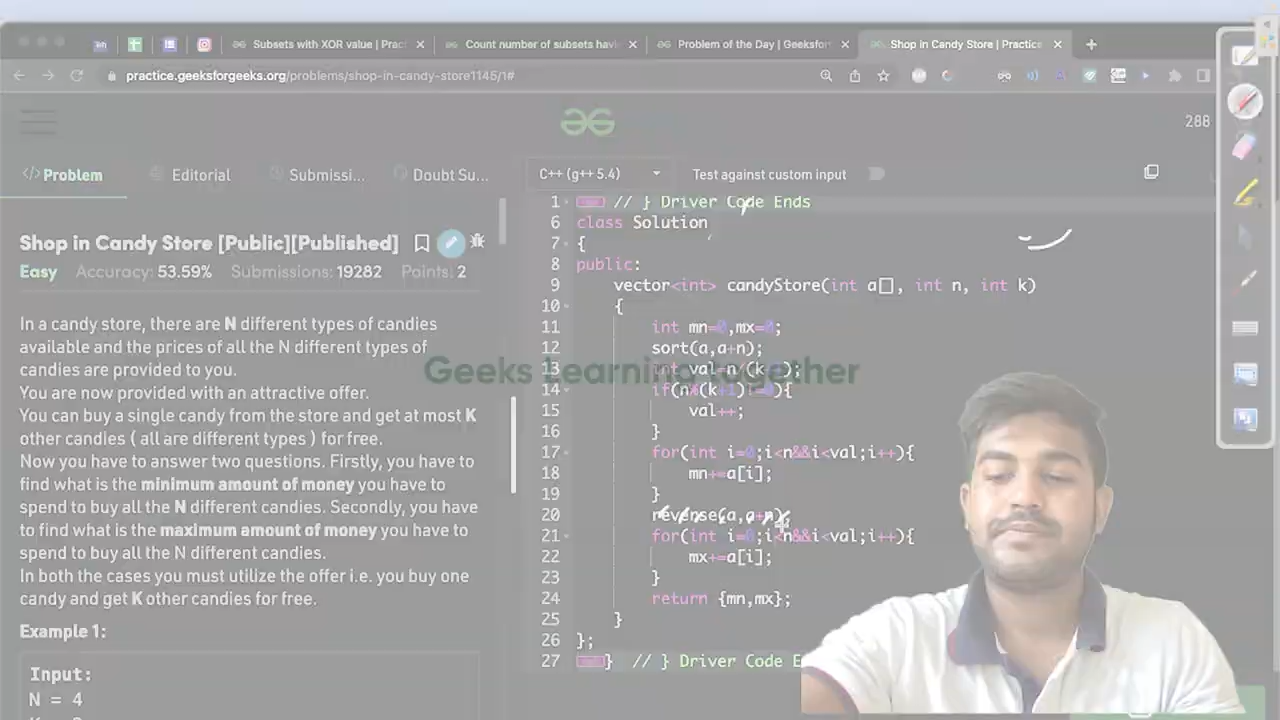 Subsets with XOR value | Prac
Count number of subsets havi
Problem of the Day | Geeksfor
Shop in Candy Store | Practice
practice.geeksforgeeks.org/problems/shop-in-candy-store1145/1#
288
Problem
Editorial
Submissi...
Doubt Su...
C++ (g++ 5.4)
Test against custom input
Shop in Candy Store [Public][Published]
Easy Accuracy: 53.59% Submissions: 19282 Points: 2
In a candy store, there are N different types of candies
available and the prices of all the N different types of
candies are provided to you.
You are now provided with an attractive offer.
You can buy a single candy from the store and get at most K
other candies ( all are different types ) for free.
Now you have to answer two questions. Firstly, you have to
find what is the minimum amount of money you have to
spend to buy all the N different candies. Secondly, you have
to find what is the maximum amount of money you have to
spend to buy all the N different candies.
In both the cases you must utilize the offer i.e. you buy one
candy and get K other candies for free.
Example 1:
Input:
N = 4
1 // } Driver Code Ends
6 class Solution
7 {
8 public:
9 vector<int> candyStore(int a[], int n, int k)
10 {
11 int mn=0,mx=0;
12 sort(a,a+n);
13 int val=n/(k+1);
14 if(n%(k+1)!=0){
15 val++;
16 }
17 for(int i=0;i<n&&i<val;i++){
18 mn+=a[i];
19 }
20 reverse(a,a+n);
21 for(int i=0;i<n&&i<val;i++){
22 mx+=a[i];
23 }
24 return {mn,mx};
25 }
26 };
27 } // } Driver Code E
Geeks Learning together